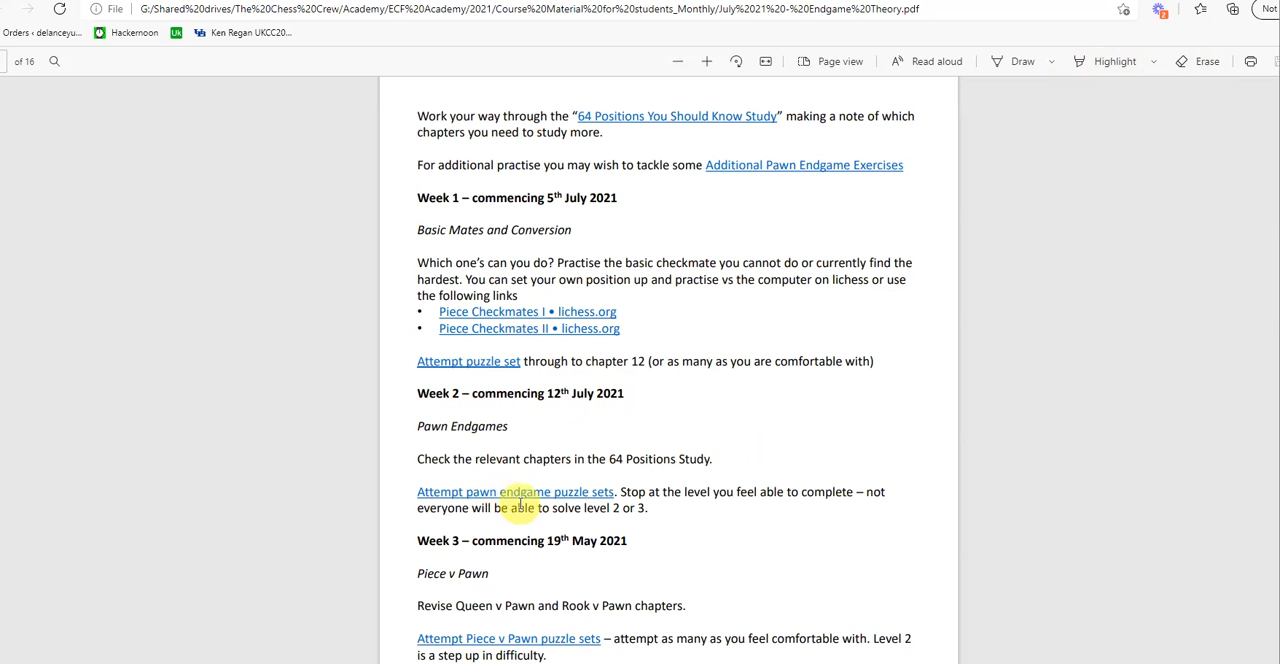 File G:/Shared%20drives/The%20Chess%20Crew/Academy/ECF%20Academy/2021/Course%20Material%20for%20students_Monthly/July%2021%20-%20Endgame%20Theory.pdf
2
Not
Orders ‹ delanceyu... Hackernoon Uk Ken Regan UKCC20...
of 16 Page view Read aloud Draw Highlight Erase
Work your way through the “64 Positions You Should Know Study” making a note of which
chapters you need to study more.
For additional practise you may wish to tackle some Additional Pawn Endgame Exercises
Week 1 – commencing 5th July 2021
Basic Mates and Conversion
Which one’s can you do? Practise the basic checkmate you cannot do or currently find the
hardest. You can set your own position up and practise vs the computer on lichess or use
the following links
• Piece Checkmates I • lichess.org
• Piece Checkmates II • lichess.org
Attempt puzzle set through to chapter 12 (or as many as you are comfortable with)
Week 2 – commencing 12th July 2021
Pawn Endgames
Check the relevant chapters in the 64 Positions Study.
Attempt pawn endgame puzzle sets. Stop at the level you feel able to complete – not
everyone will be able to solve level 2 or 3.
Week 3 – commencing 19th May 2021
Piece v Pawn
Revise Queen v Pawn and Rook v Pawn chapters.
Attempt Piece v Pawn puzzle sets – attempt as many as you feel comfortable with. Level 2
is a step up in difficulty.